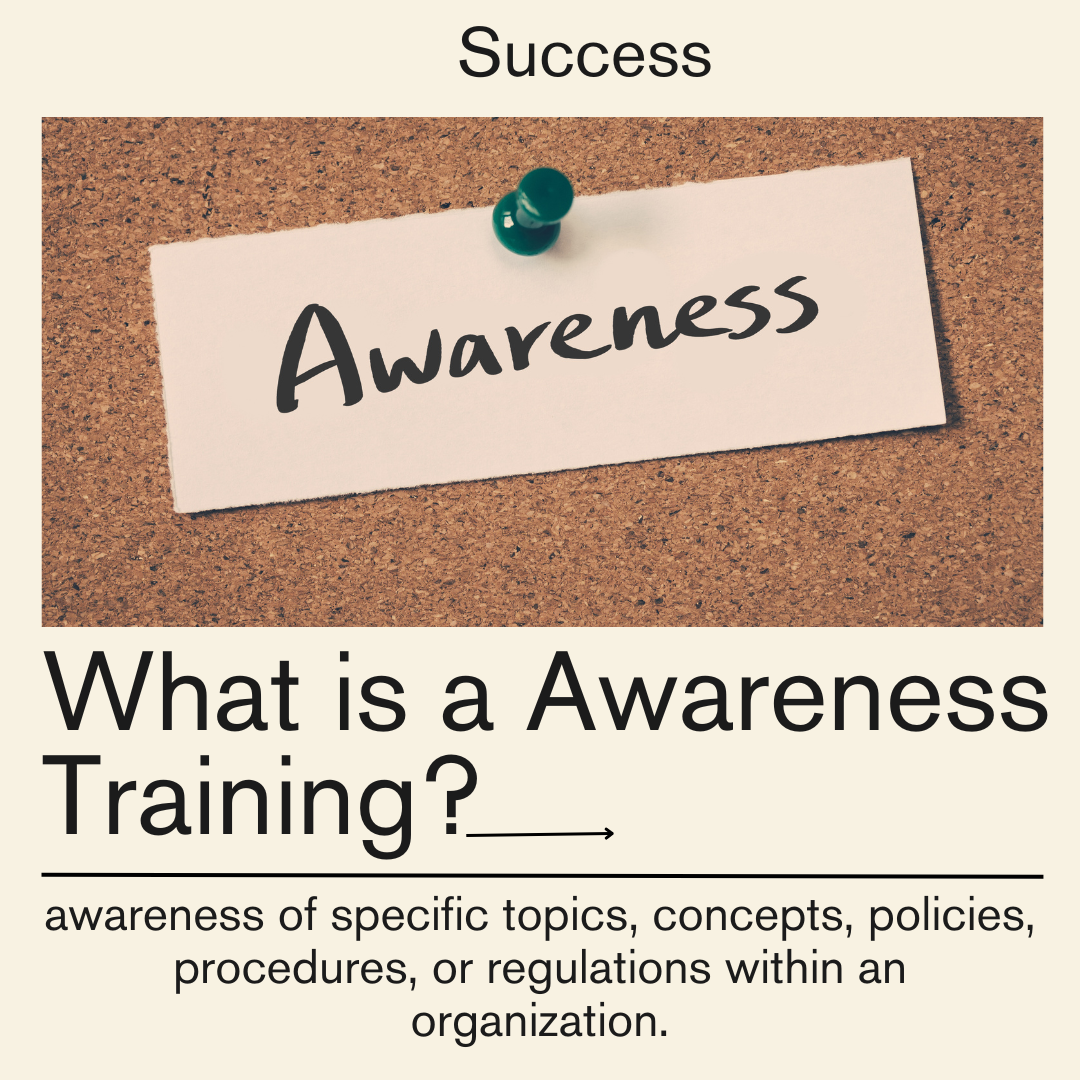 Success
Awareness
What is a Awareness
Training?
awareness of specific topics, concepts, policies,
procedures, or regulations within an
organization.